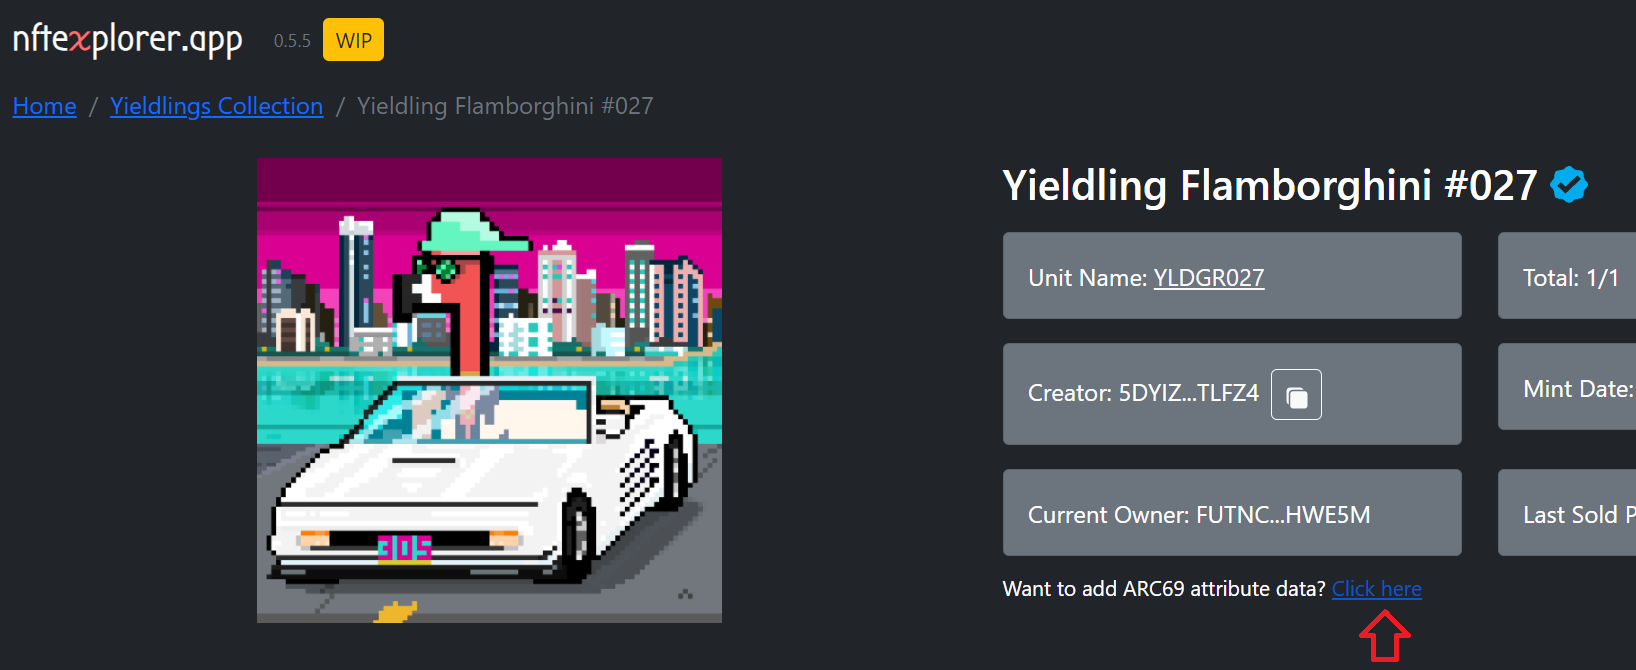 nftexplorer.app 0.5.5 WIP
Home / Yieldlings Collection / Yieldling Flamborghini #027
Yieldling Flamborghini #027
Unit Name: YLDGR027
Total: 1/1
Creator: 5DYIZ...TLFZ4
Mint Date:
Current Owner: FUTNC...HWE5M
Last Sold P
Want to add ARC69 attribute data? Click here
305